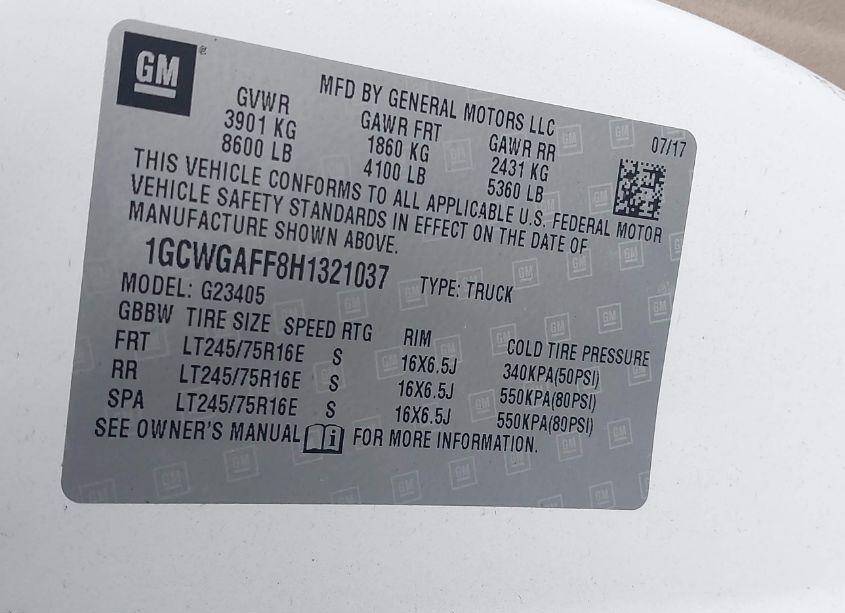 GM®
MFD BY GENERAL MOTORS LLC
07/17
GVWR GAWR FRT GAWR RR
3901 KG 1860 KG 2431 KG
8600 LB 4100 LB 5360 LB
THIS VEHICLE CONFORMS TO ALL APPLICABLE U.S. FEDERAL MOTOR
VEHICLE SAFETY STANDARDS IN EFFECT ON THE DATE OF
MANUFACTURE SHOWN ABOVE.
1GCWGAFF8H1321037 TYPE: TRUCK
MODEL: G23405
GBBW TIRE SIZE SPEED RTG RIM COLD TIRE PRESSURE
FRT LT245/75R16E S 16X6.5J 340KPA(50PSI)
RR LT245/75R16E S 16X6.5J 550KPA(80PSI)
SPA LT245/75R16E S 16X6.5J 550KPA(80PSI)
SEE OWNER'S MANUAL i FOR MORE INFORMATION.